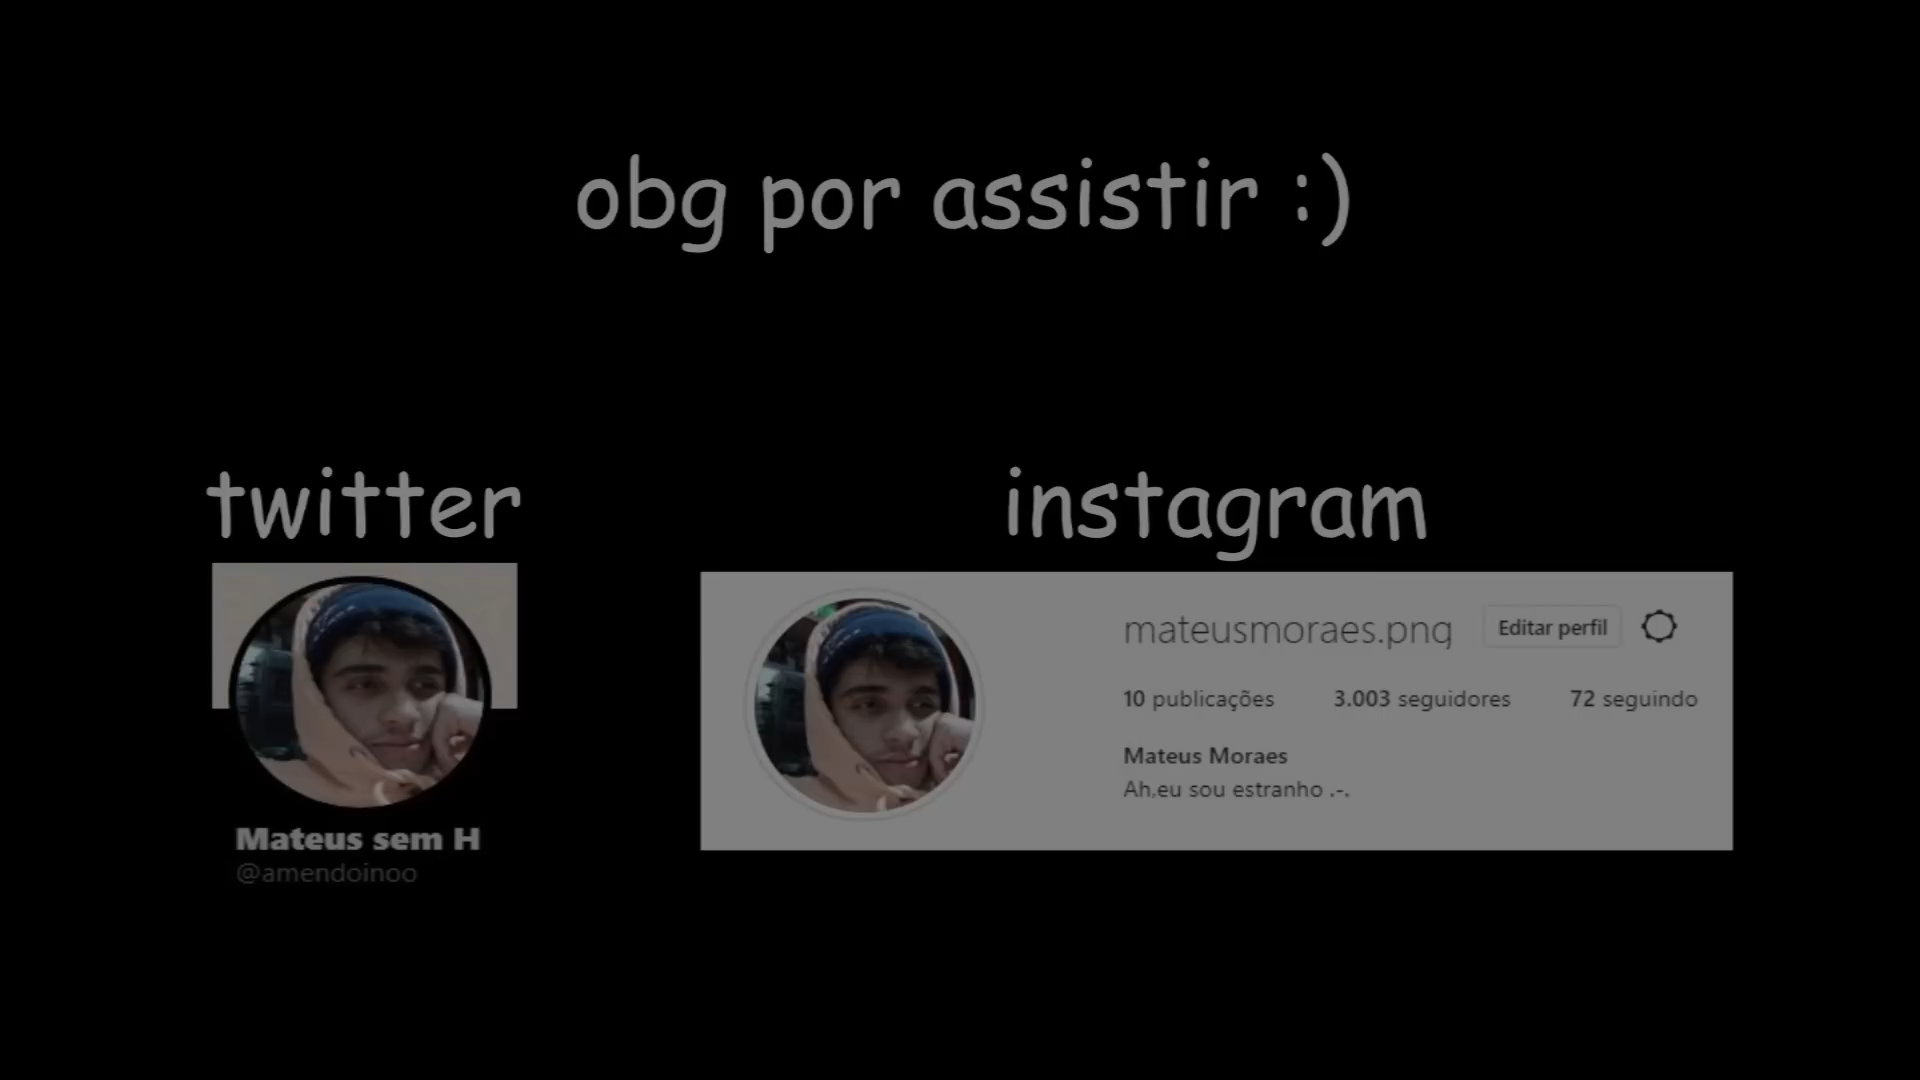 obg por assistir :)
twitter
instagram
mateusmoraes.png
Editar perfil
10 publicações 3.003 seguidores 72 seguindo
Mateus Moraes
Ah,eu sou estranho .-.
Mateus sem H
@amendoinoo